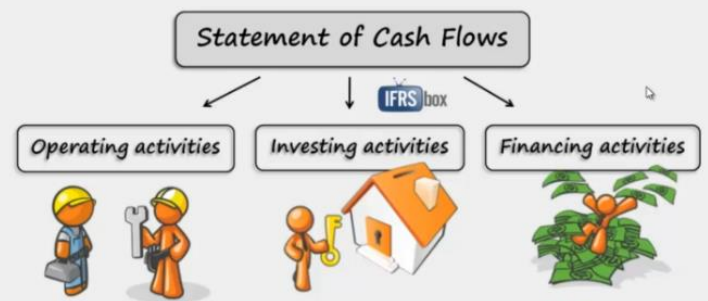 Statement of Cash Flows
IFRS box
Operating activities
Investing activities
Financing activities